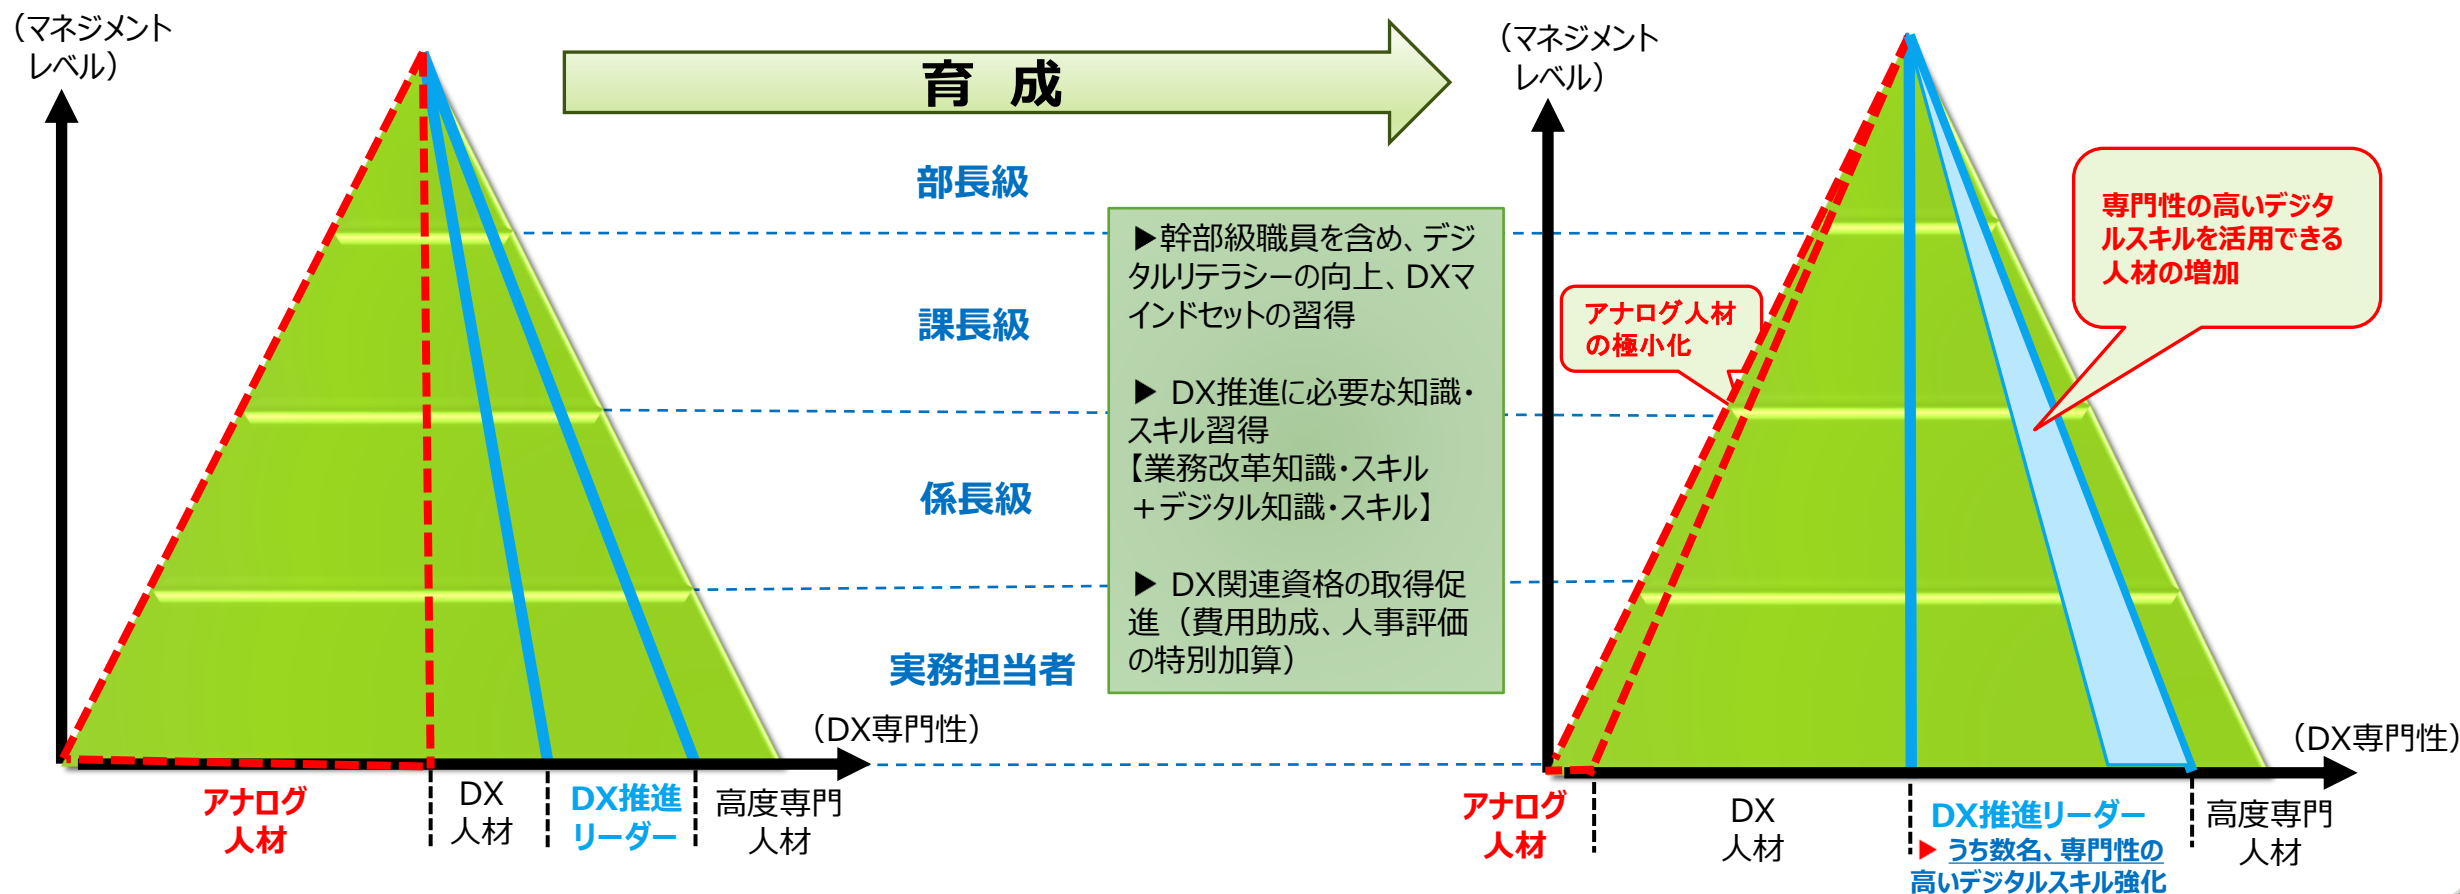 （マネジメント
レベル）
育　成
（マネジメント
レベル）
部長級
課長級
係長級
実務担当者
▶幹部級職員を含め、デジ
タルリテラシーの向上、DXマ
インドセットの習得
▶ DX推進に必要な知識・
スキル習得
【業務改革知識・スキル
＋デジタル知識・スキル】
▶ DX関連資格の取得促
進（費用助成、人事評価
の特別加算）
アナログ人材
の極小化
専門性の高いデジタ
ルスキルを活用できる
人材の増加
（DX専門性）
（DX専門性）
アナログ
人材
DX
人材
DX推進
リーダー
高度専門
人材
アナログ
人材
DX
人材
DX推進リーダー
▶ うち数名、専門性の
高いデジタルスキル強化
高度専門
人材